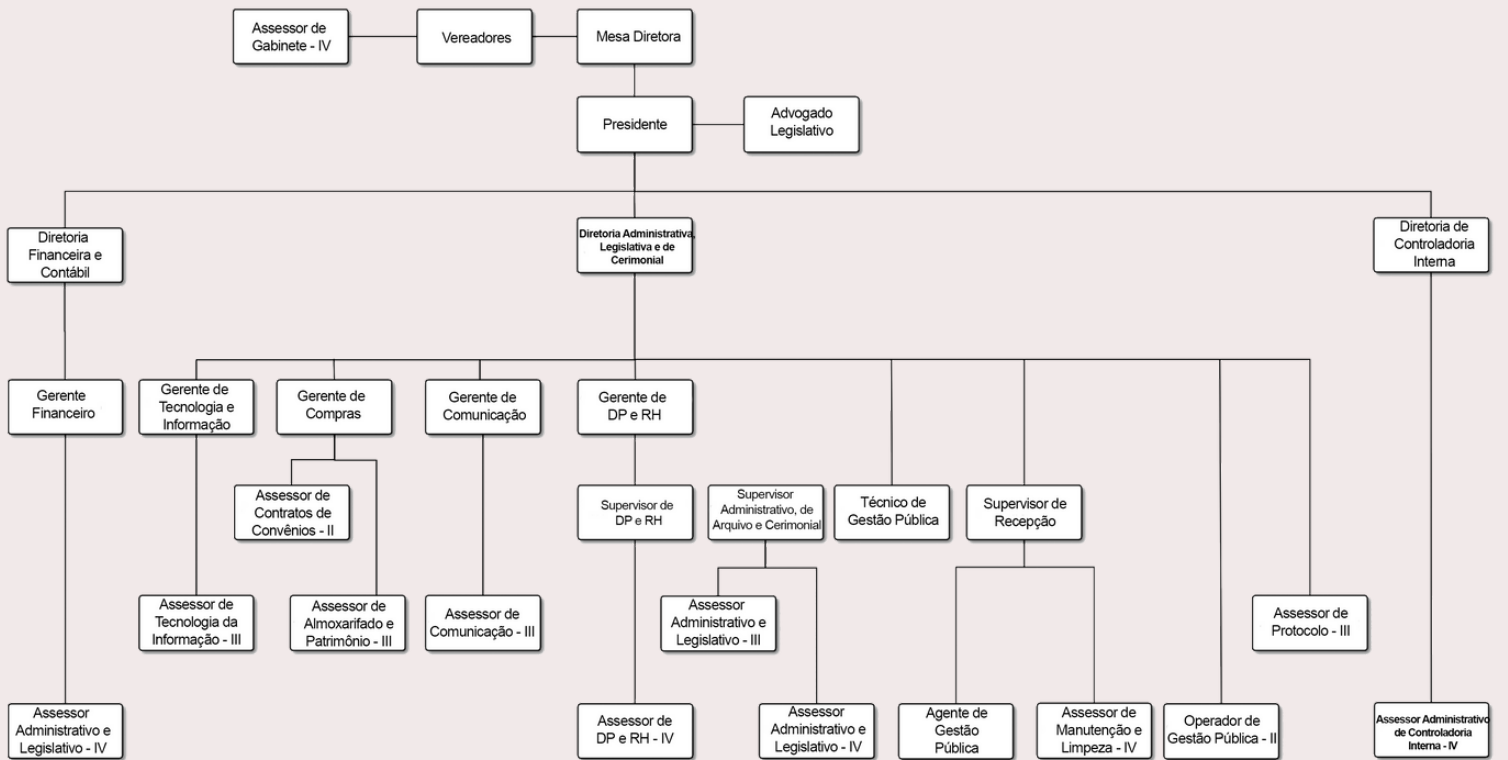 Assessor de
Gabinete - IV
Vereadores
Mesa Diretora
Presidente
Advogado
Legislativo
Diretoria
Financeira e
Contábil
Diretoria Administrativa,
Legislativa e de
Cerimonial
Diretoria de
Controladoria
Interna
Gerente
Financeiro
Gerente de
Tecnologia e
Informação
Gerente de
Compras
Gerente de
Comunicação
Gerente de
DP e RH
Assessor de
Contratos de
Convênios - II
Supervisor de
DP e RH
Supervisor
Administrativo, de
Arquivo e Cerimonial
Técnico de
Gestão Pública
Supervisor de
Recepção
Assessor de
Tecnologia da
Informação - III
Assessor de
Almoxarifado e
Patrimônio - III
Assessor de
Comunicação - III
Assessor
Administrativo e
Legislativo - III
Assessor de
Protocolo - III
Assessor
Administrativo e
Legislativo - IV
Assessor de
DP e RH - IV
Assessor
Administrativo e
Legislativo - IV
Agente de
Gestão
Pública
Assessor de
Manutenção e
Limpeza - IV
Operador de
Gestão Pública - II
Assessor Administrativo
de Controladoria
Interna - IV